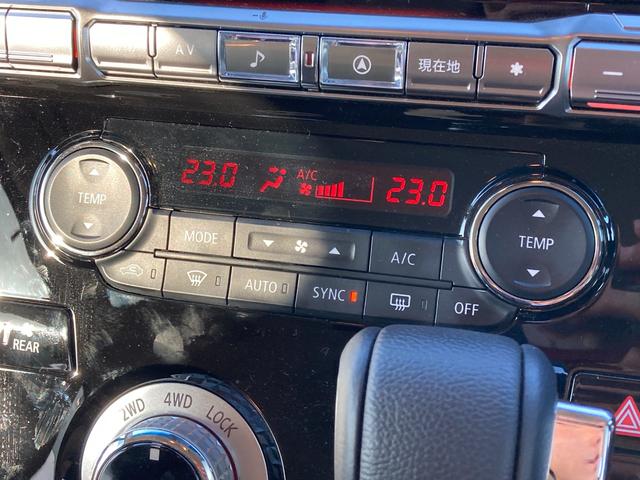 AV
現在地
*
23.0 A/C 23.0
TEMP
TEMP
MODE
A/C
AUTO
SYNC
OFF
REAR
2WD 4WD LOCK